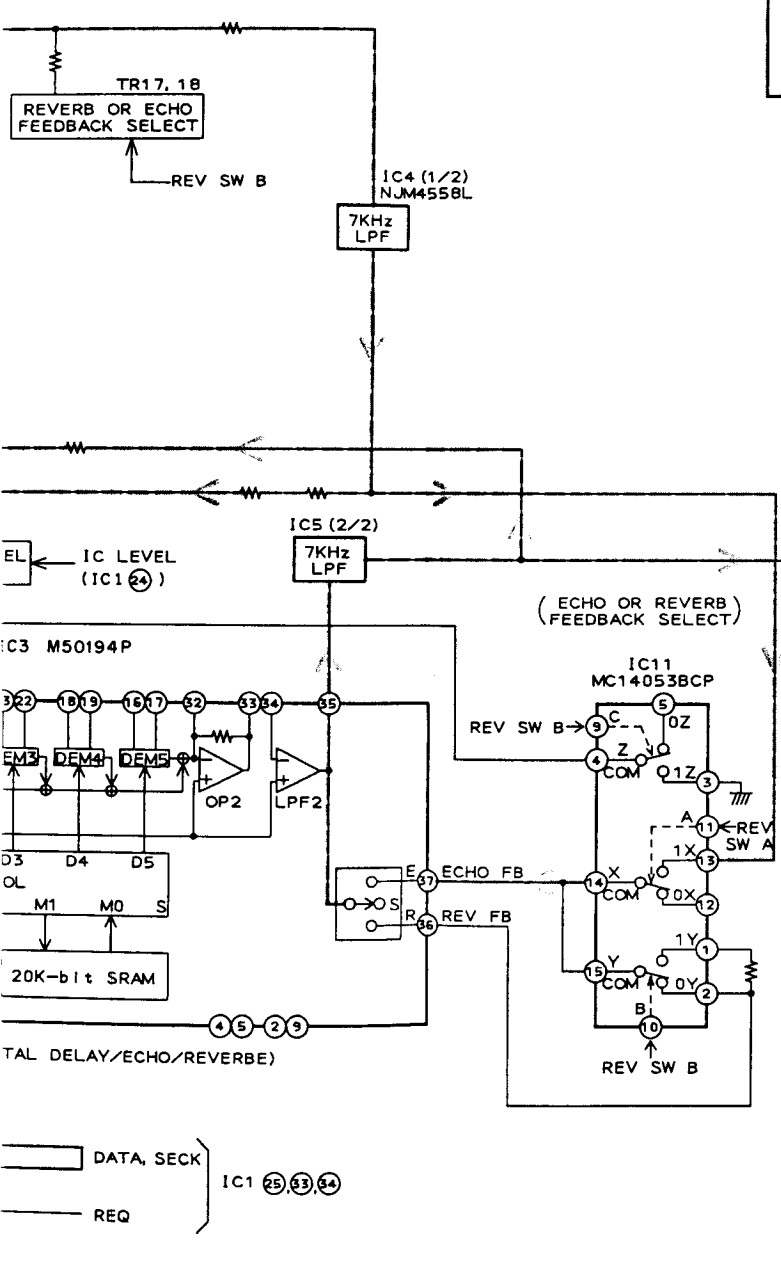 TR17, 18
REVERB OR ECHO
FEEDBACK SELECT
REV SW B
IC4 (1/2)
NJM4558L
7KHz
LPF
IC5 (2/2)
7KHz
LPF
EL
IC LEVEL
(IC1 24 )
( ECHO OR REVERB )
FEEDBACK SELECT
IC3 M50194P
IC11
MC14053BCP
3 22 18 19 16 17 32 33 34 35
5
0Z
REV SW B
9
C
EM3
DEM4
DEM5
4
Z
COM
1Z
3
OP2
LPF2
A
11
REV
SW A
D3
D4
D5
OL
1X
13
E
37
ECHO FB
14
X
COM
0X
12
S
M1
M0
S
R
36
REV FB
1Y
1
20K-bit SRAM
15
Y
COM
0Y
2
B
10
4 5 2 9
TAL DELAY/ECHO/REVERBE)
REV SW B
DATA, SECK
IC1 25,33,34
REQ